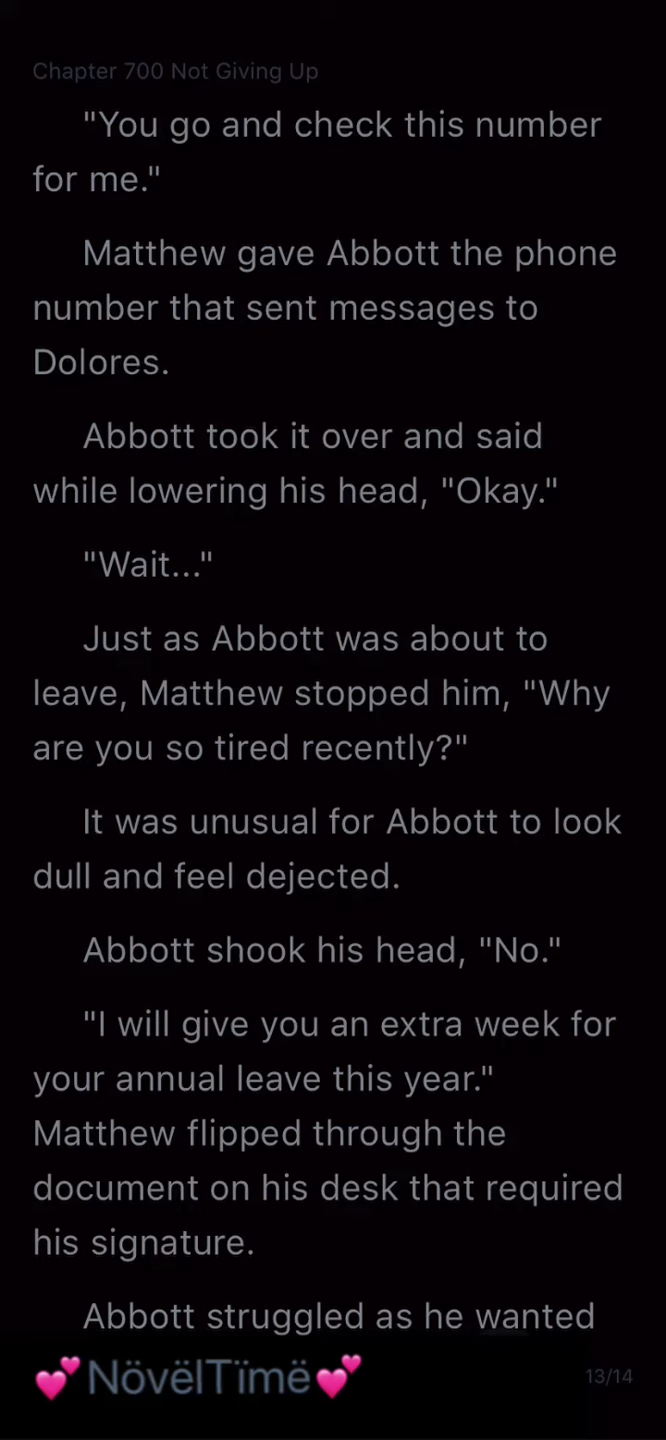 Chapter 700 Not Giving Up
"You go and check this number
for me."
Matthew gave Abbott the phone
number that sent messages to
Dolores.
Abbott took it over and said
while lowering his head, "Okay."
"Wait..."
Just as Abbott was about to
leave, Matthew stopped him, "Why
are you so tired recently?"
It was unusual for Abbott to look
dull and feel dejected.
Abbott shook his head, "No."
"I will give you an extra week for
your annual leave this year."
Matthew flipped through the
document on his desk that required
his signature.
Abbott struggled as he wanted
💕NövëlTïmë💕
13/14